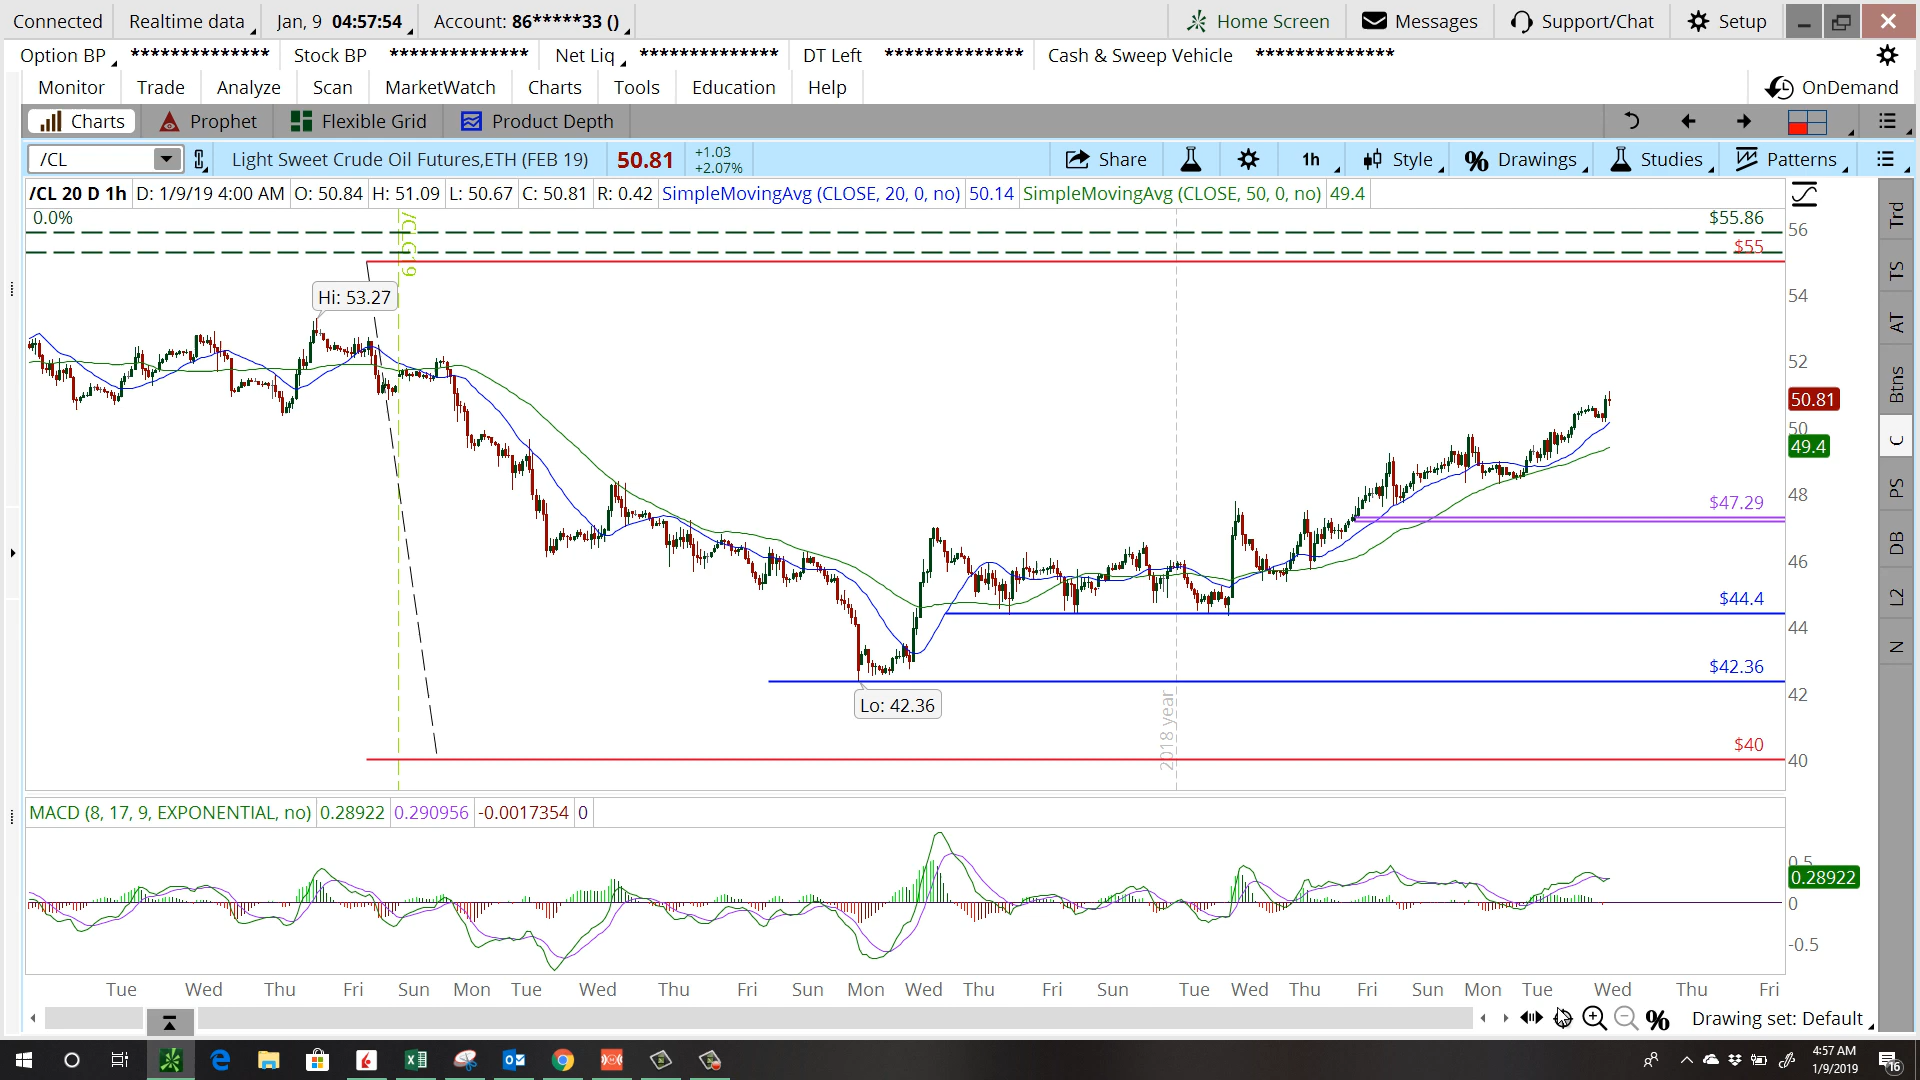 Connected Realtime data Jan, 9 04:57:54 Account: 86*****33 () Home Screen Messages Support/Chat Setup
Option BP ************** Stock BP ************** Net Liq ************** DT Left ************** Cash & Sweep Vehicle **************
Monitor Trade Analyze Scan MarketWatch Charts Tools Education Help OnDemand
Charts Prophet Flexible Grid Product Depth
/CL Light Sweet Crude Oil Futures,ETH (FEB 19) 50.81 +1.03 Share 1h Style Drawings Studies Patterns
+2.07%
/CL 20 D 1h D: 1/9/19 4:00 AM O: 50.84 H: 51.09 L: 50.67 C: 50.81 R: 0.42 SimpleMovingAvg (CLOSE, 20, 0, no) 50.14 SimpleMovingAvg (CLOSE, 50, 0, no) 49.4
0.0% $55.86
56
/CLG19
$55
54
Hi: 53.27
52
50.81
50
49.4
48
$47.29
46
$44.4
44
$42.36
42
Lo: 42.36
2018 year
$40
40
Trd
TS
AT
Btns
C
PS
DB
L2
N
MACD (8, 17, 9, EXPONENTIAL, no) 0.28922 0.290956 -0.0017354 0
0.5
0.28922
0
-0.5
Tue Wed Thu Fri Sun Mon Tue Wed Thu Fri Sun Mon Wed Thu Fri Sun Tue Wed Thu Fri Sun Mon Tue Wed Thu Fri
Drawing set: Default
4:57 AM
1/9/2019
16